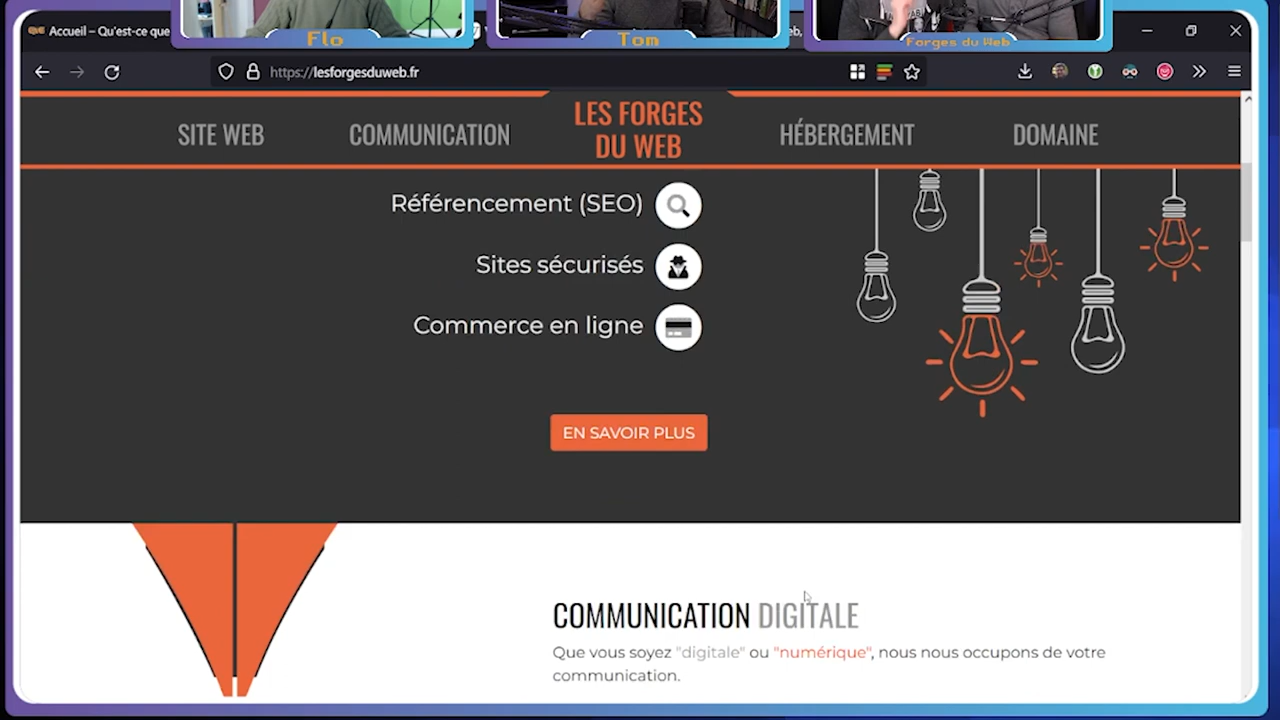 Flo
Tom
Forges du Web
Accueil – Qu'est-ce que
https://lesforgesduweb.fr
SITE WEB
COMMUNICATION
LES FORGES
DU WEB
HÉBERGEMENT
DOMAINE
Référencement (SEO)
Sites sécurisés
Commerce en ligne
EN SAVOIR PLUS
COMMUNICATION DIGITALE
Que vous soyez "digitale" ou "numérique", nous nous occupons de votre
communication.